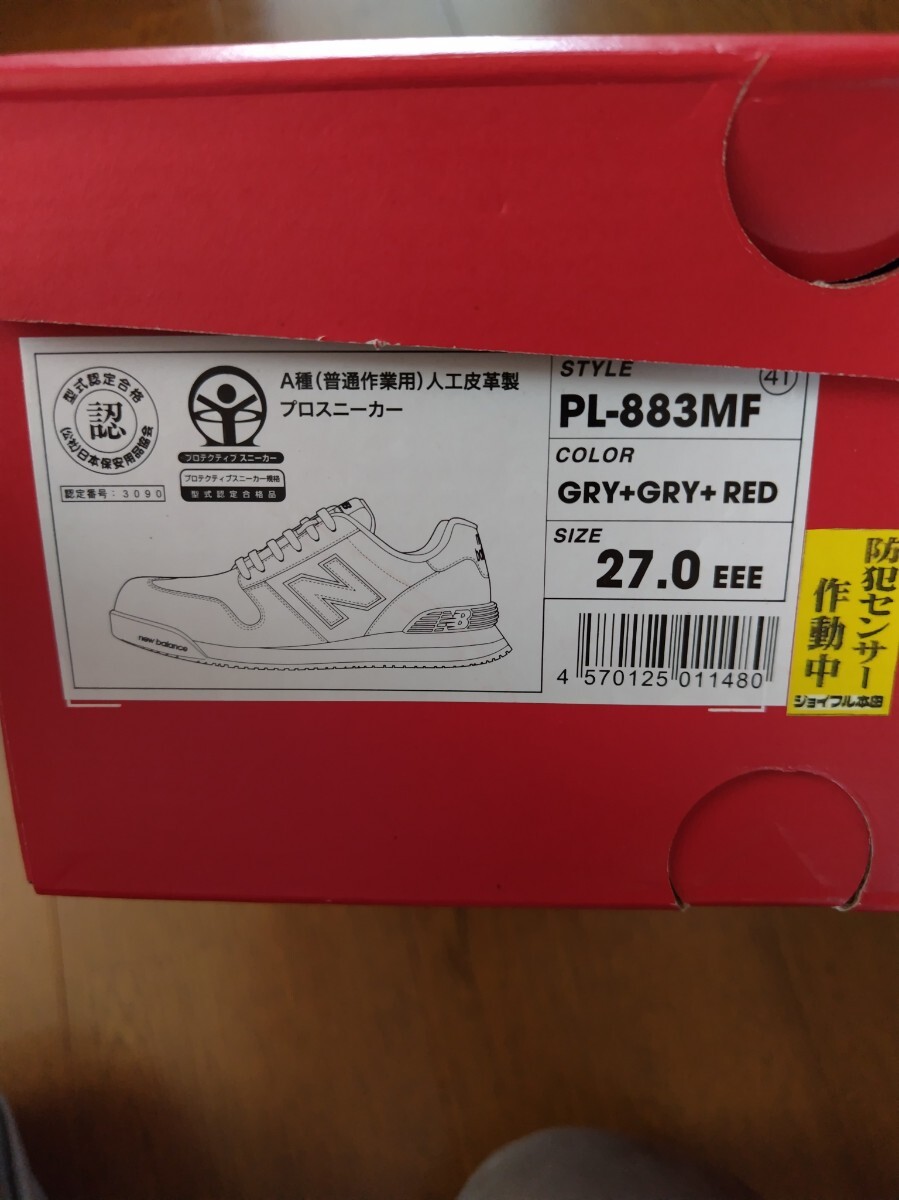 型式認定合格
認
(公社)日本保安用品協会
認定番号：3090
プロテクティブ スニーカー
プロテクティブスニーカー規格
型式認定合格品
A種(普通作業用)人工皮革製
プロスニーカー
N
new balance
NB
STYLE
41
PL-883MF
COLOR
GRY+GRY+RED
SIZE
27.0 EEE
4 570125 011480
防犯センサー
作動中
ジョイフル本田